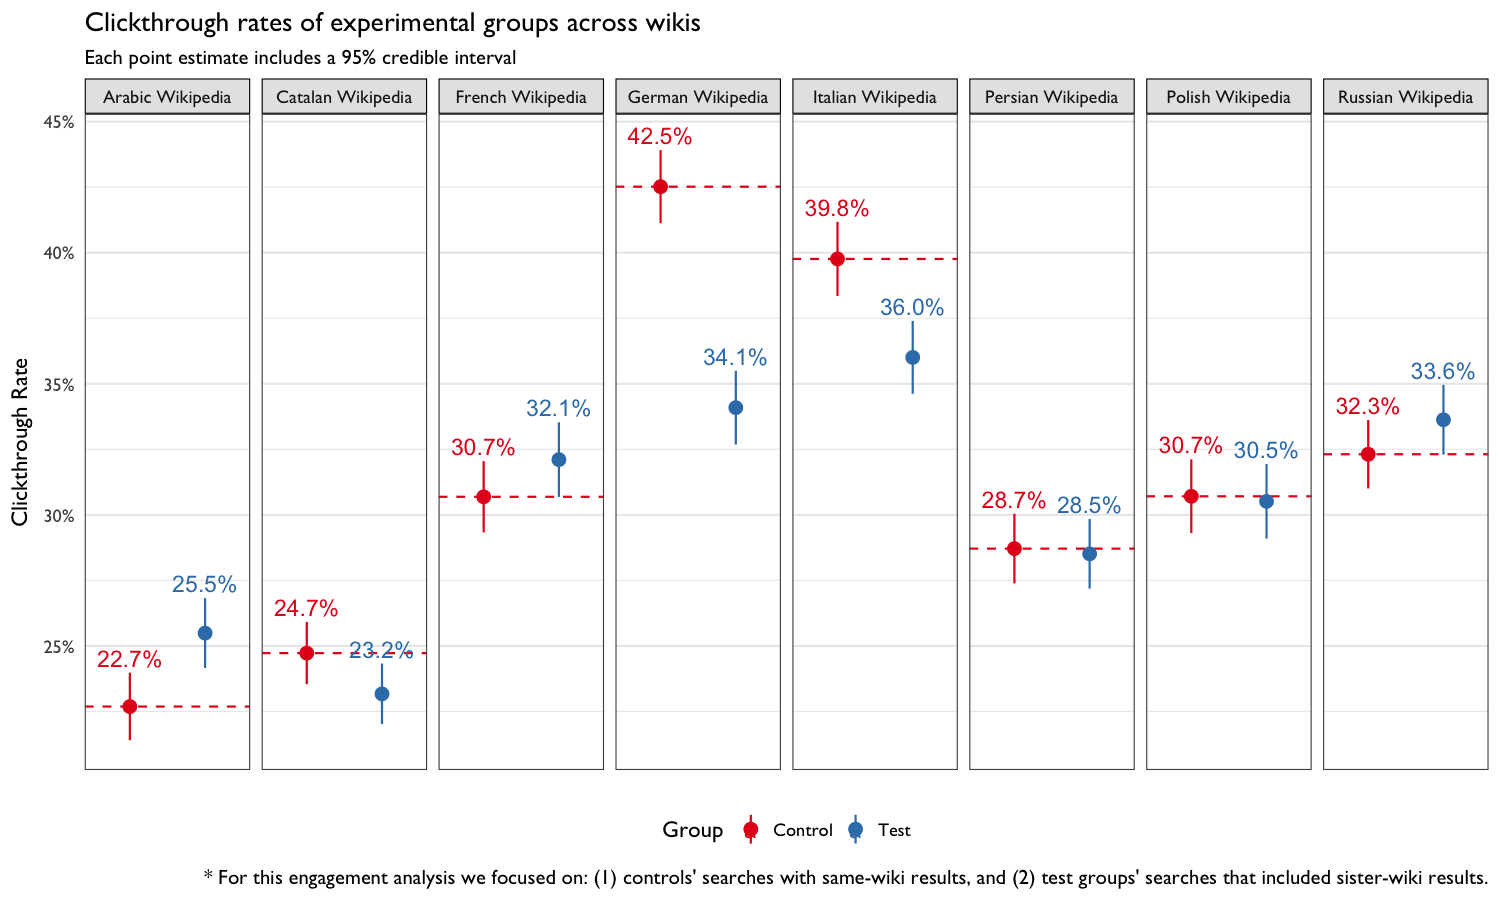 Clickthrough rates of experimental groups across wikis
Each point estimate includes a 95% credible interval
Arabic Wikipedia
Catalan Wikipedia
French Wikipedia
German Wikipedia
Italian Wikipedia
Persian Wikipedia
Polish Wikipedia
Russian Wikipedia
Clickthrough Rate
45%
40%
35%
30%
25%
22.7%
25.5%
24.7%
23.2%
30.7%
32.1%
42.5%
34.1%
39.8%
36.0%
28.7%
28.5%
30.7%
30.5%
32.3%
33.6%
Group Control Test
* For this engagement analysis we focused on: (1) controls' searches with same-wiki results, and (2) test groups' searches that included sister-wiki results.